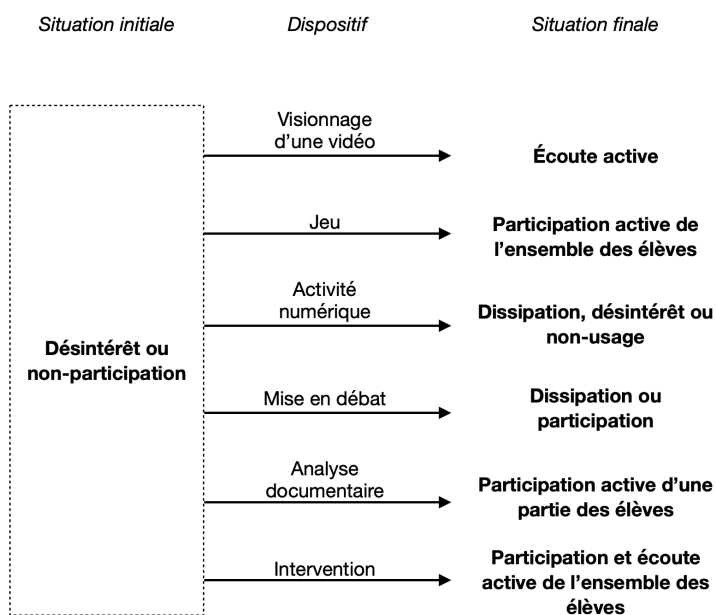 Situation initiale
Dispositif
Situation finale
Visionnage
d’une vidéo
Écoute active
Jeu
Participation active de
l’ensemble des élèves
Activité
numérique
Dissipation, désintérêt ou
non-usage
Désintérêt ou
non-participation
Mise en débat
Dissipation ou
participation
Analyse
documentaire
Participation active d’une
partie des élèves
Intervention
Participation et écoute
active de l’ensemble des
élèves